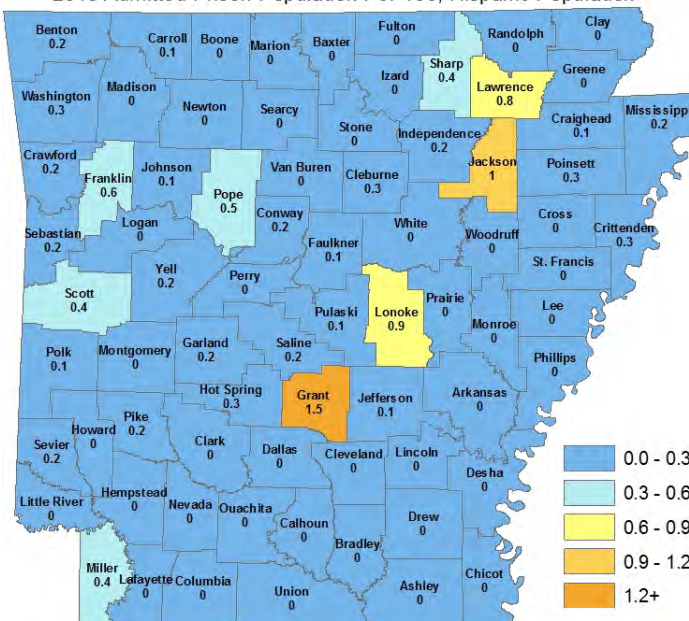 Benton
0.2
Carroll
0.1
Boone
0
Marion
0
Baxter
0
Fulton
0
Randolph
0
Clay
0
Sharp
0.4
Izard
0
Lawrence
0.8
Greene
0
Washington
0.3
Madison
0
Newton
0
Searcy
0
Stone
0
Independence
0.2
Craighead
0.1
Mississipp
0.2
Crawford
0.2
Franklin
0.6
Johnson
0.1
Pope
0.5
Van Buren
0
Cleburne
0.3
Jackson
1
Poinsett
0.3
Sebastian
0.2
Logan
0
Conway
0.2
Faulkner
0.1
White
0
Woodruff
0
Cross
0
Crittenden
0.3
St. Francis
0
Scott
0.4
Yell
0.2
Perry
0
Pulaski
0.1
Lonoke
0.9
Prairie
0
Monroe
0
Lee
0
Phillips
0
Polk
0.1
Montgomery
0
Garland
0.2
Saline
0.2
Hot Spring
0.3
Grant
1.5
Jefferson
0.1
Arkansas
0
Howard
0
Pike
0.2
Sevier
0.2
Clark
0
Dallas
0
Cleveland
0
Lincoln
0
Desha
0
Little River
0
Hempstead
0
Nevada
0
Ouachita
0
Calhoun
0
Bradley
0
Drew
0
Miller
0.4
Lafayette
0
Columbia
0
Union
0
Ashley
0
Chicot
0
0.0 - 0.3
0.3 - 0.6
0.6 - 0.9
0.9 - 1.2
1.2+